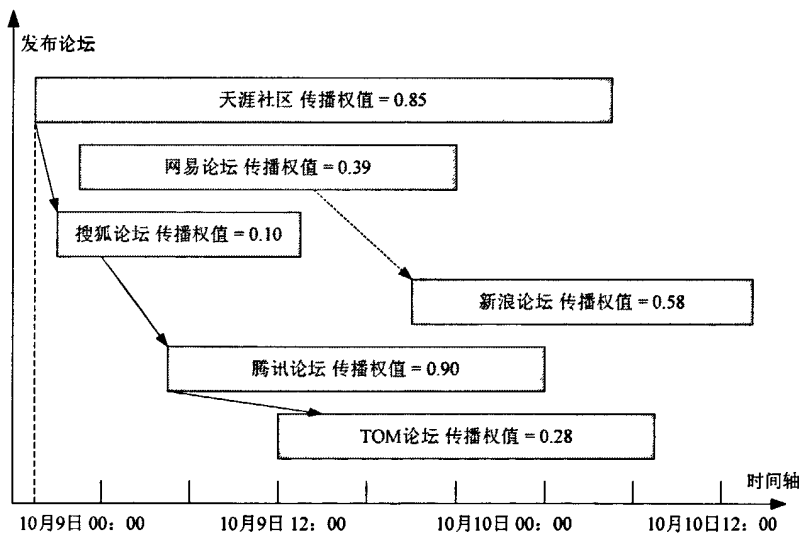 发布论坛
天涯社区 传播权值 = 0.85
网易论坛 传播权值 = 0.39
搜狐论坛 传播权值 = 0.10
新浪论坛 传播权值 = 0.58
腾讯论坛 传播权值 = 0.90
TOM论坛 传播权值 = 0.28
时间轴
10月9日 00：00 10月9日 12：00 10月10日 00：00 10月10日12：00